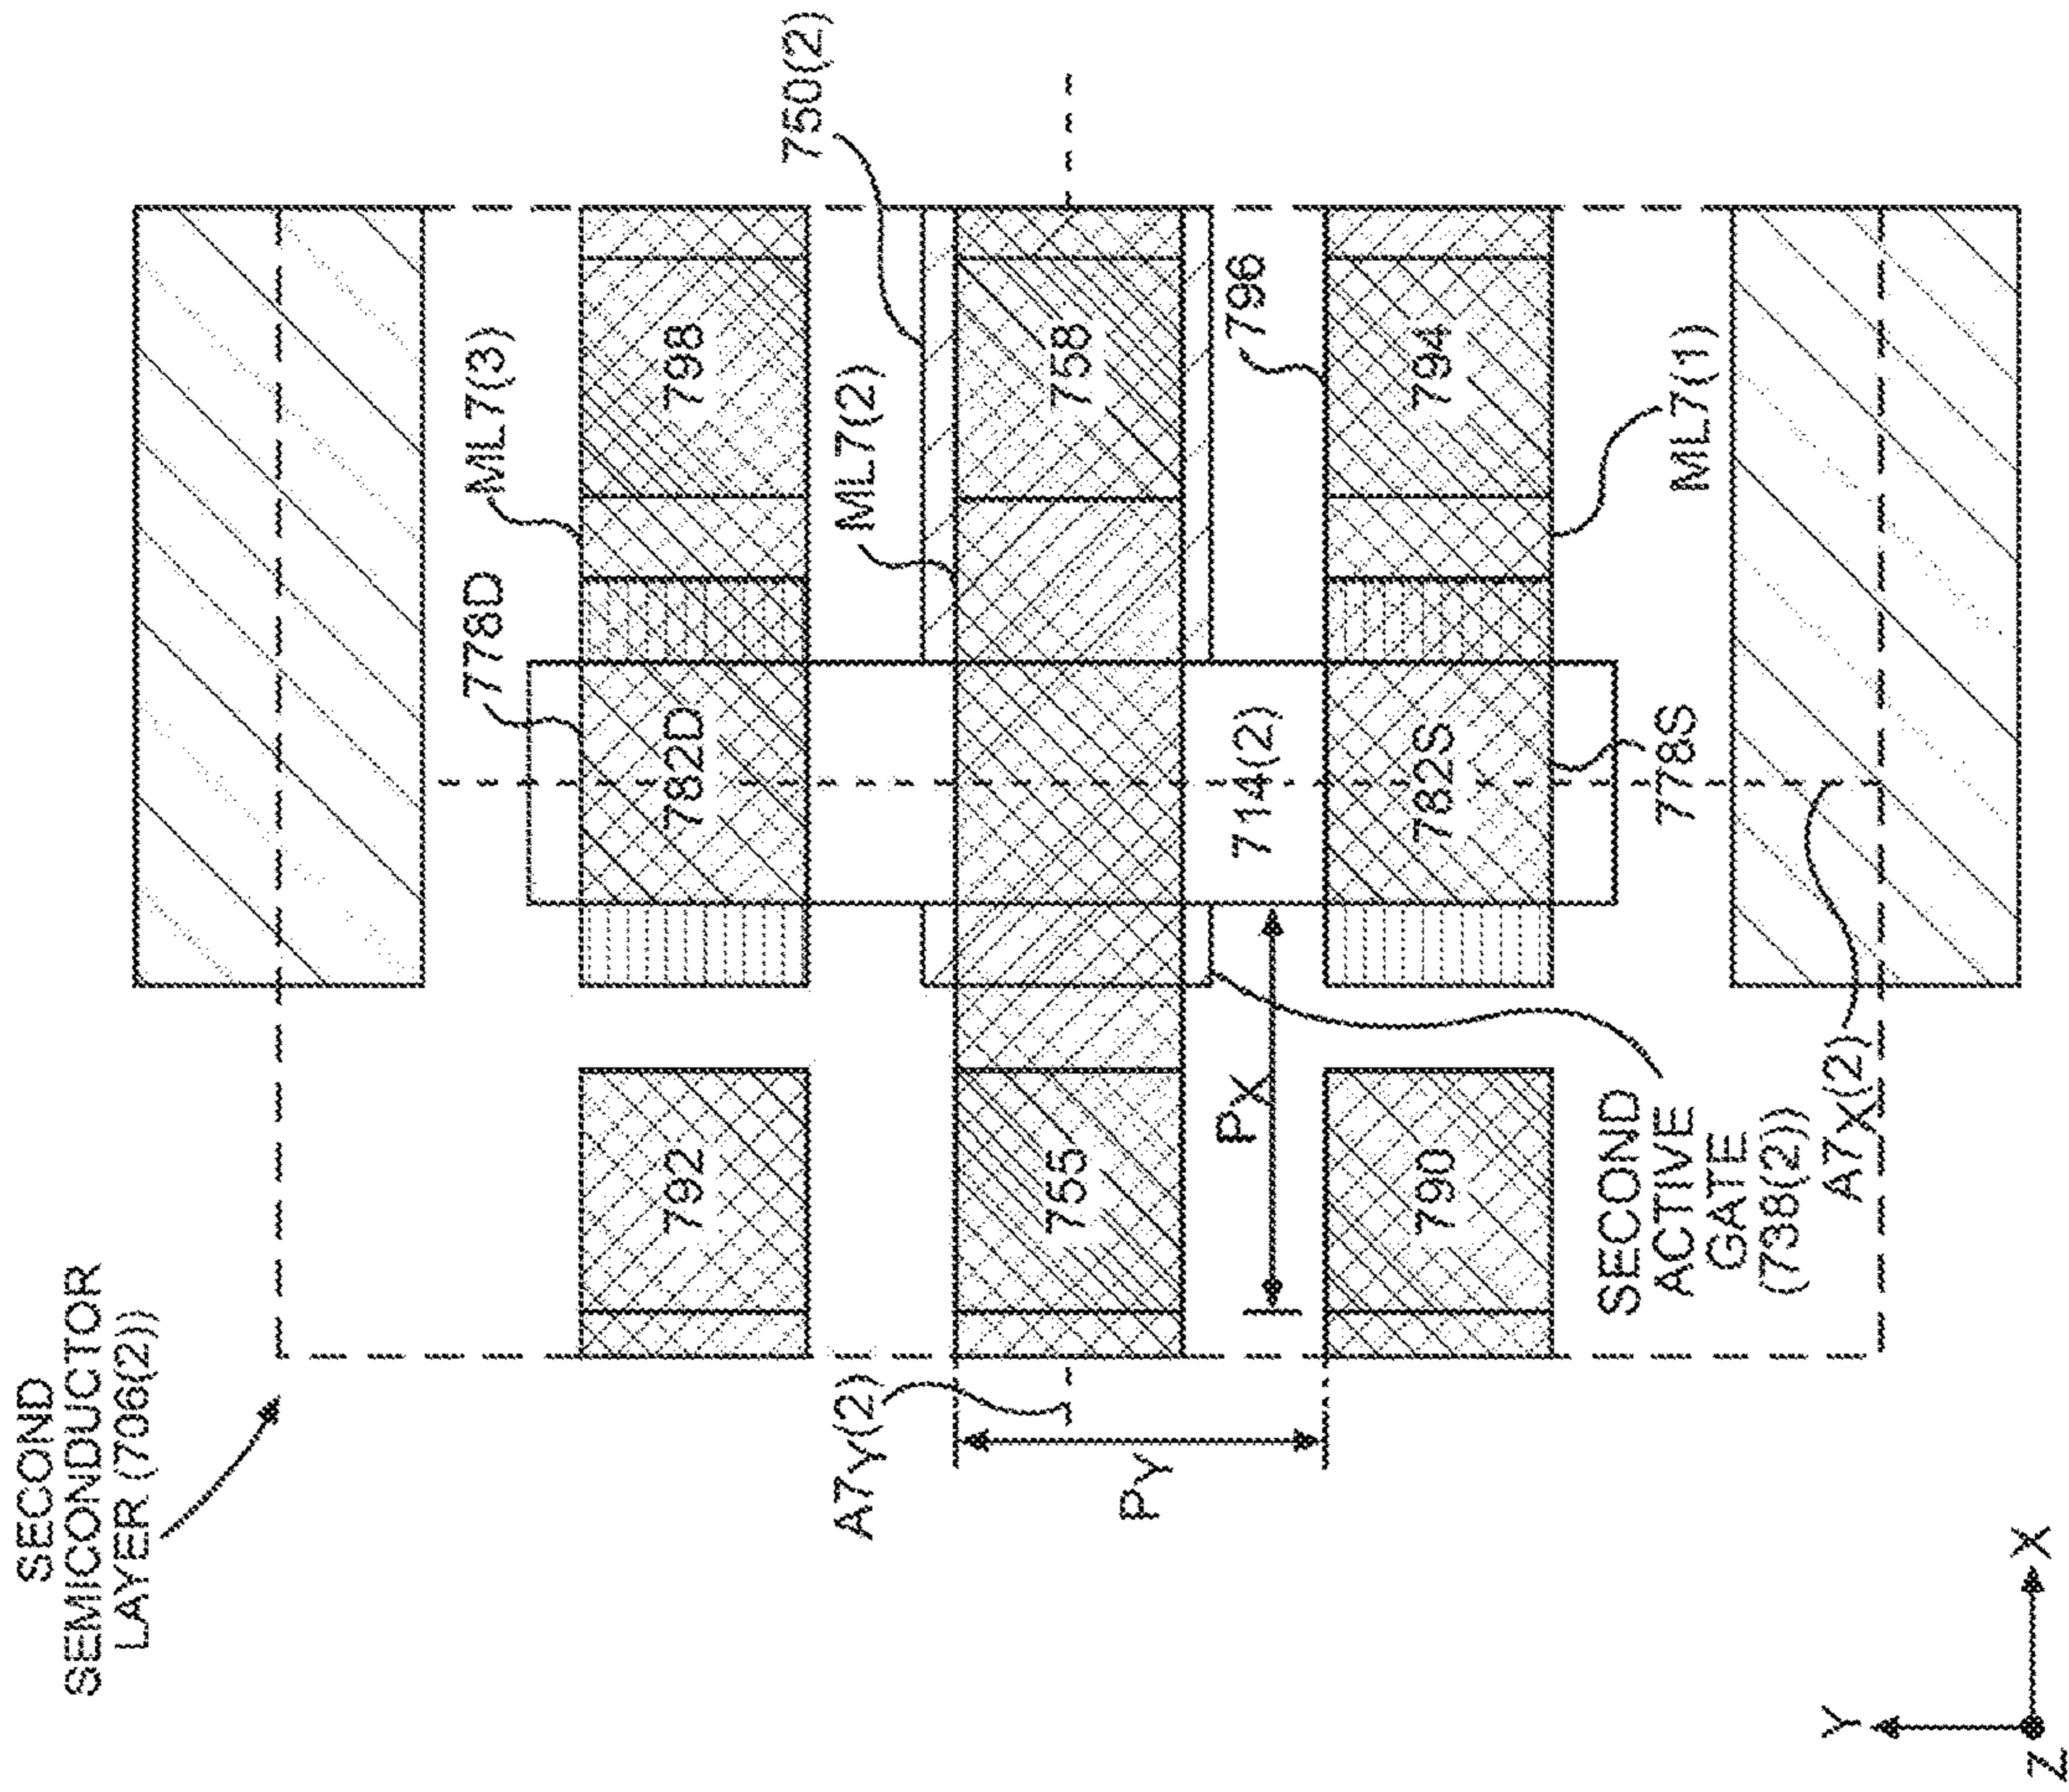 SECOND
SEMICONDUCTOR
LAYER (706(2))
750(2)
ML7(3)
778D
ML7(2)
798
758
796
794
ML7(1)
782D
714(2)
782S
778S
792
755
PX
790
SECOND
ACTIVE
GATE
(738(2))
A7X(2)
A7Y(2)
PY
Y
X
Z